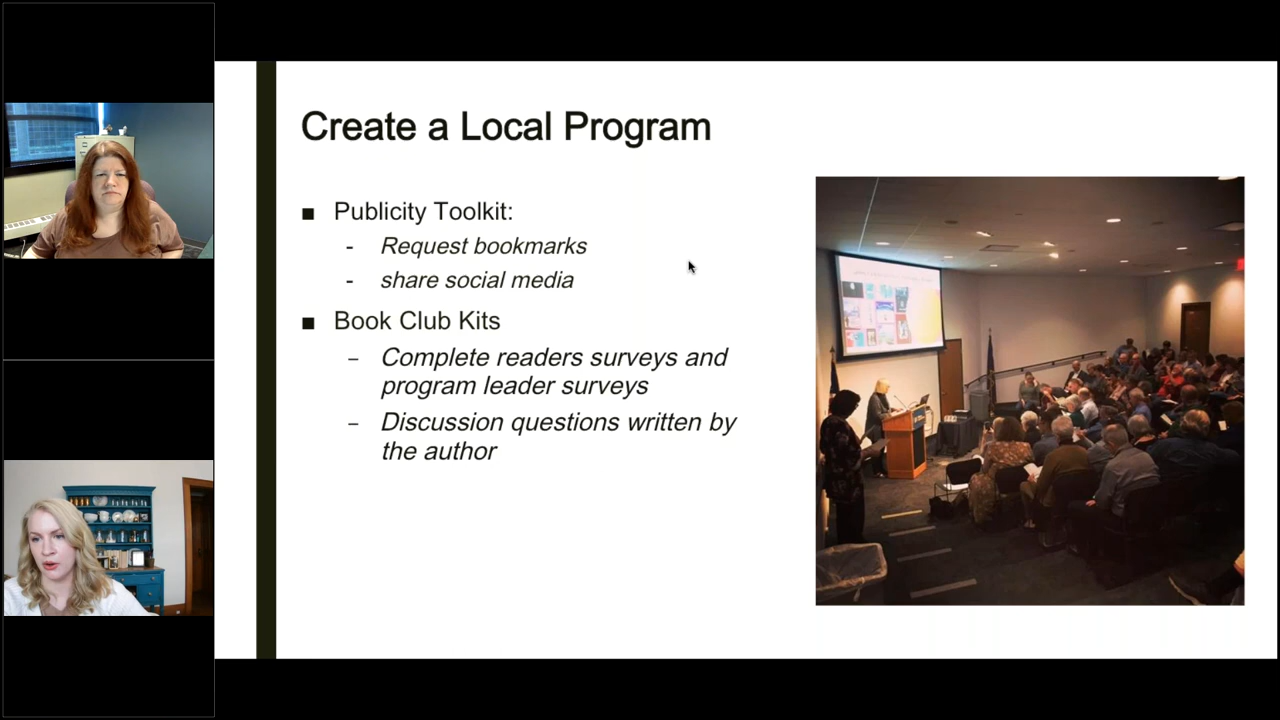 Create a Local Program
■ Publicity Toolkit:
- Request bookmarks
- share social media
■ Book Club Kits
– Complete readers surveys and
program leader surveys
– Discussion questions written by
the author